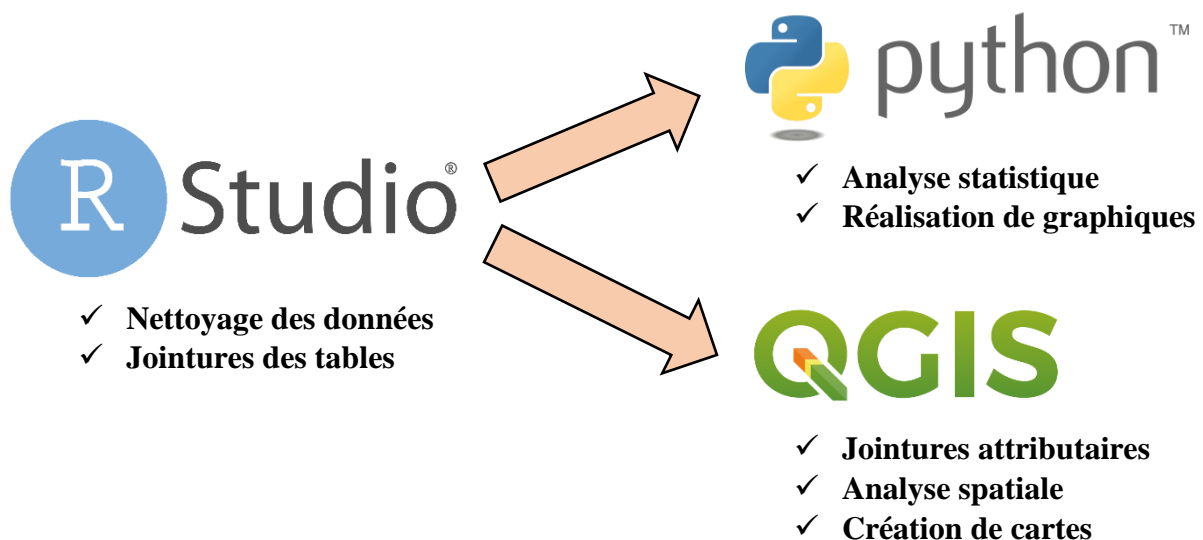 R Studio®
✓ Nettoyage des données
✓ Jointures des tables
python™
✓ Analyse statistique
✓ Réalisation de graphiques
QGIS
✓ Jointures attributaires
✓ Analyse spatiale
✓ Création de cartes